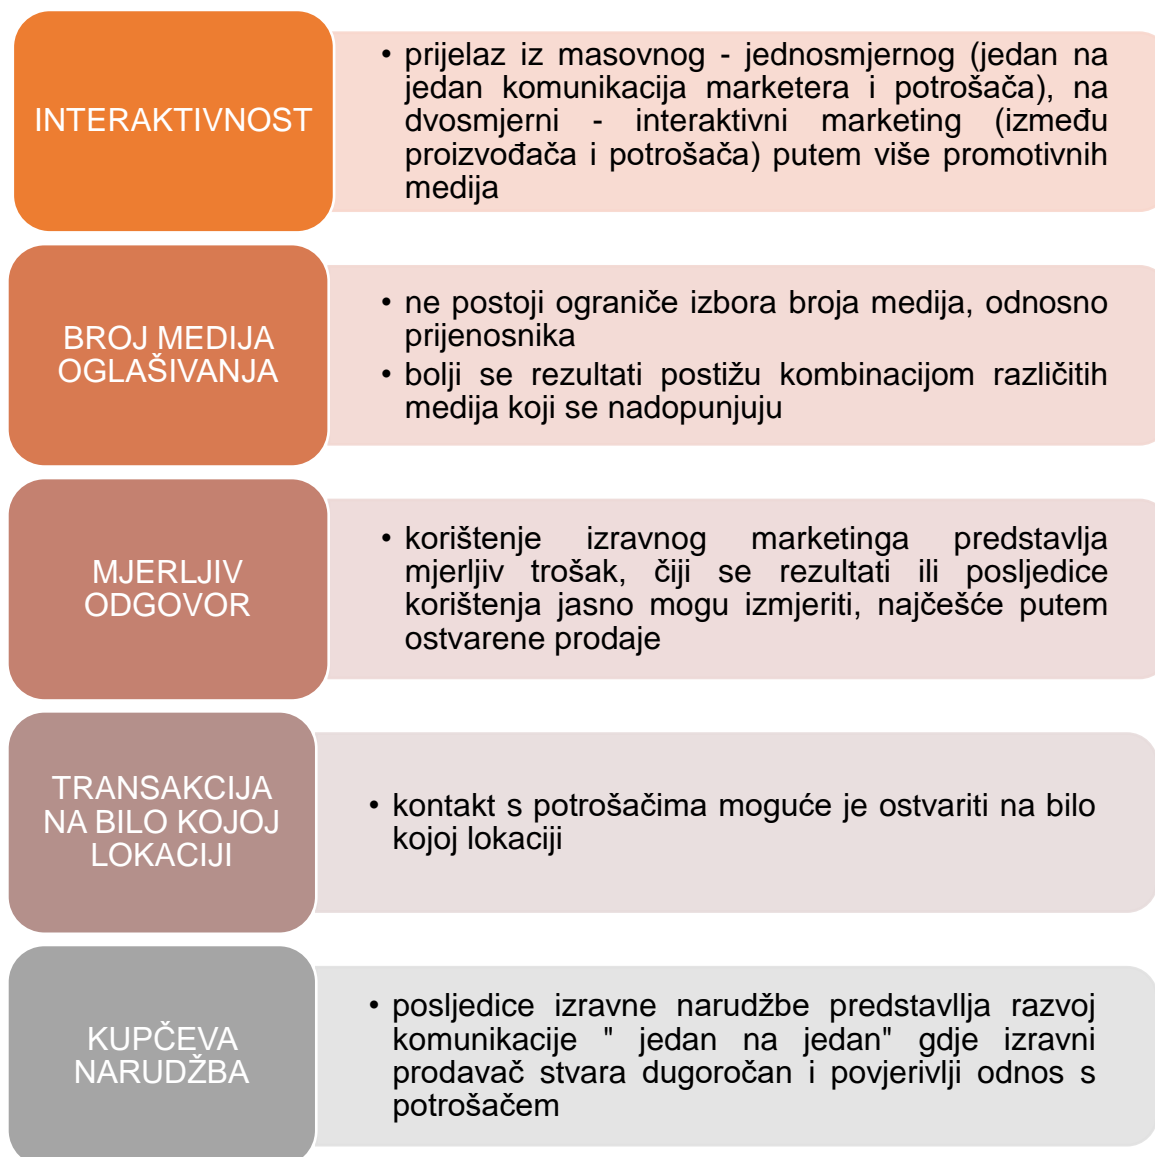 INTERAKTIVNOST
• prijelaz iz masovnog - jednosmjernog (jedan na
jedan komunikacija marketera i potrošača), na
dvosmjerni - interaktivni marketing (između
proizvođača i potrošača) putem više promotivnih
medija
BROJ MEDIJA
OGLAŠIVANJA
• ne postoji ograniče izbora broja medija, odnosno
prijenosnika
• bolji se rezultati postižu kombinacijom različitih
medija koji se nadopunjuju
MJERLJIV
ODGOVOR
• korištenje izravnog marketinga predstavlja
mjerljiv trošak, čiji se rezultati ili posljedice
korištenja jasno mogu izmjeriti, najčešće putem
ostvarene prodaje
TRANSAKCIJA
NA BILO KOJOJ
LOKACIJI
• kontakt s potrošačima moguće je ostvariti na bilo
kojoj lokaciji
KUPČEVA
NARUDŽBA
• posljedice izravne narudžbe predstavllja razvoj
komunikacije " jedan na jedan" gdje izravni
prodavač stvara dugoročan i povjerivlji odnos s
potrošačem